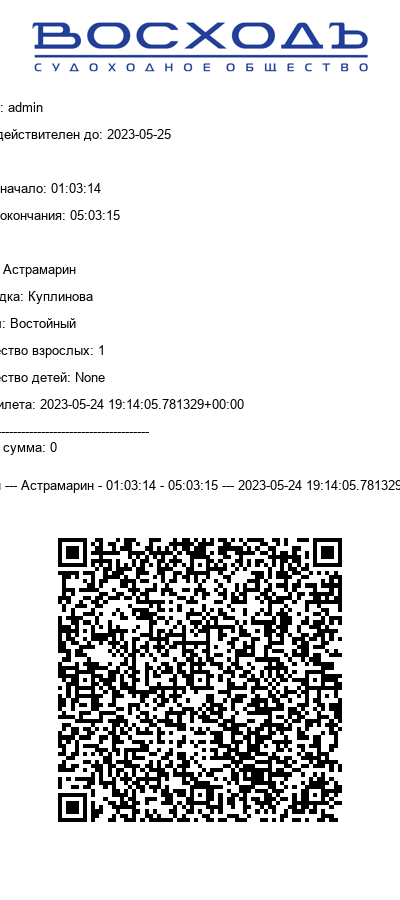 ВОСХОДЪ
СУДОХОДНОЕ ОБЩЕСТВО
: admin
действителен до: 2023-05-25
начало: 01:03:14
окончания: 05:03:15
Астрамарин
дка: Куплинова
: Востойный
ество взрослых: 1
ество детей: None
илета: 2023-05-24 19:14:05.781329+00:00
---------------------------------------
сумма: 0
--- Астрамарин - 01:03:14 - 05:03:15 --- 2023-05-24 19:14:05.781329